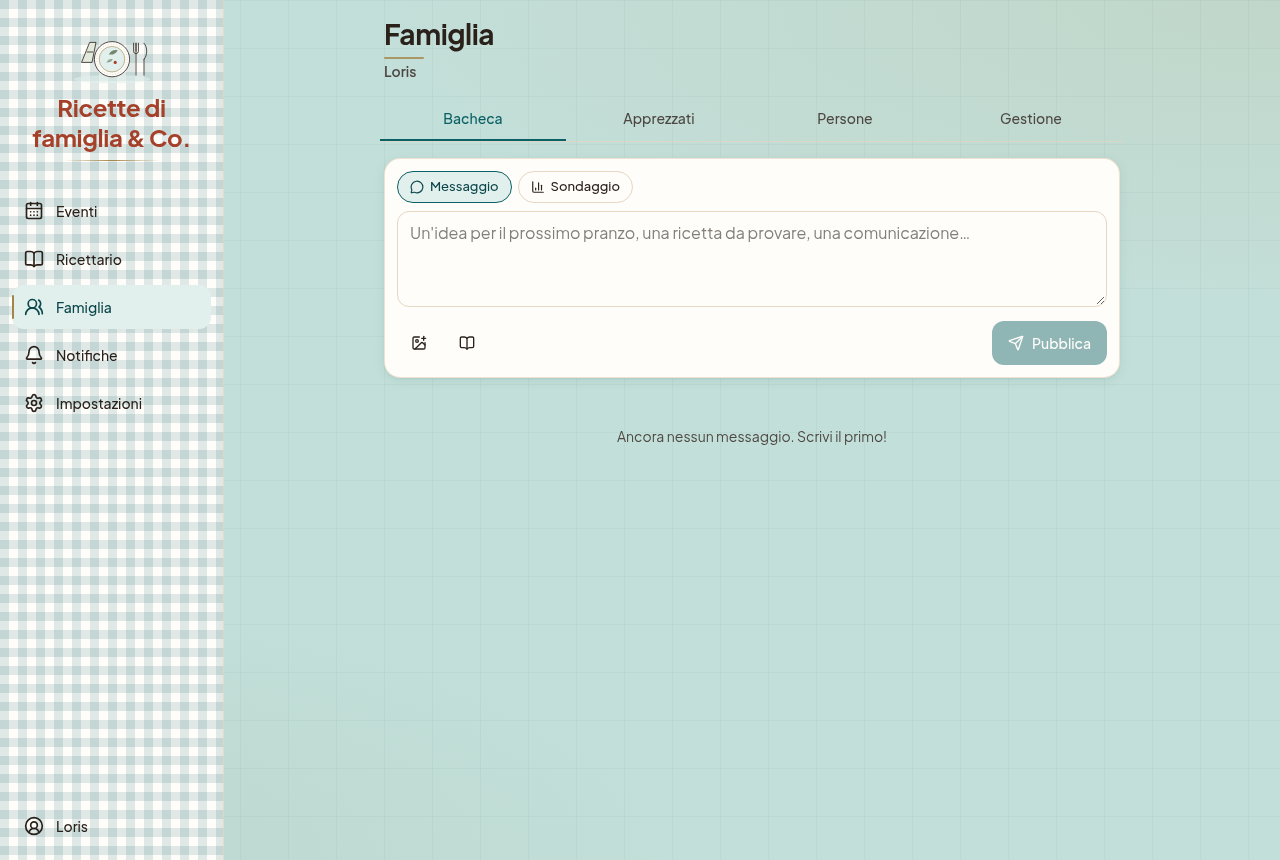 Ricette di
famiglia & Co.
Eventi
Ricettario
Famiglia
Notifiche
Impostazioni
Loris
Famiglia
Loris
Bacheca
Apprezzati
Persone
Gestione
Messaggio
Sondaggio
Un'idea per il prossimo pranzo, una ricetta da provare, una comunicazione…
Pubblica
Ancora nessun messaggio. Scrivi il primo!